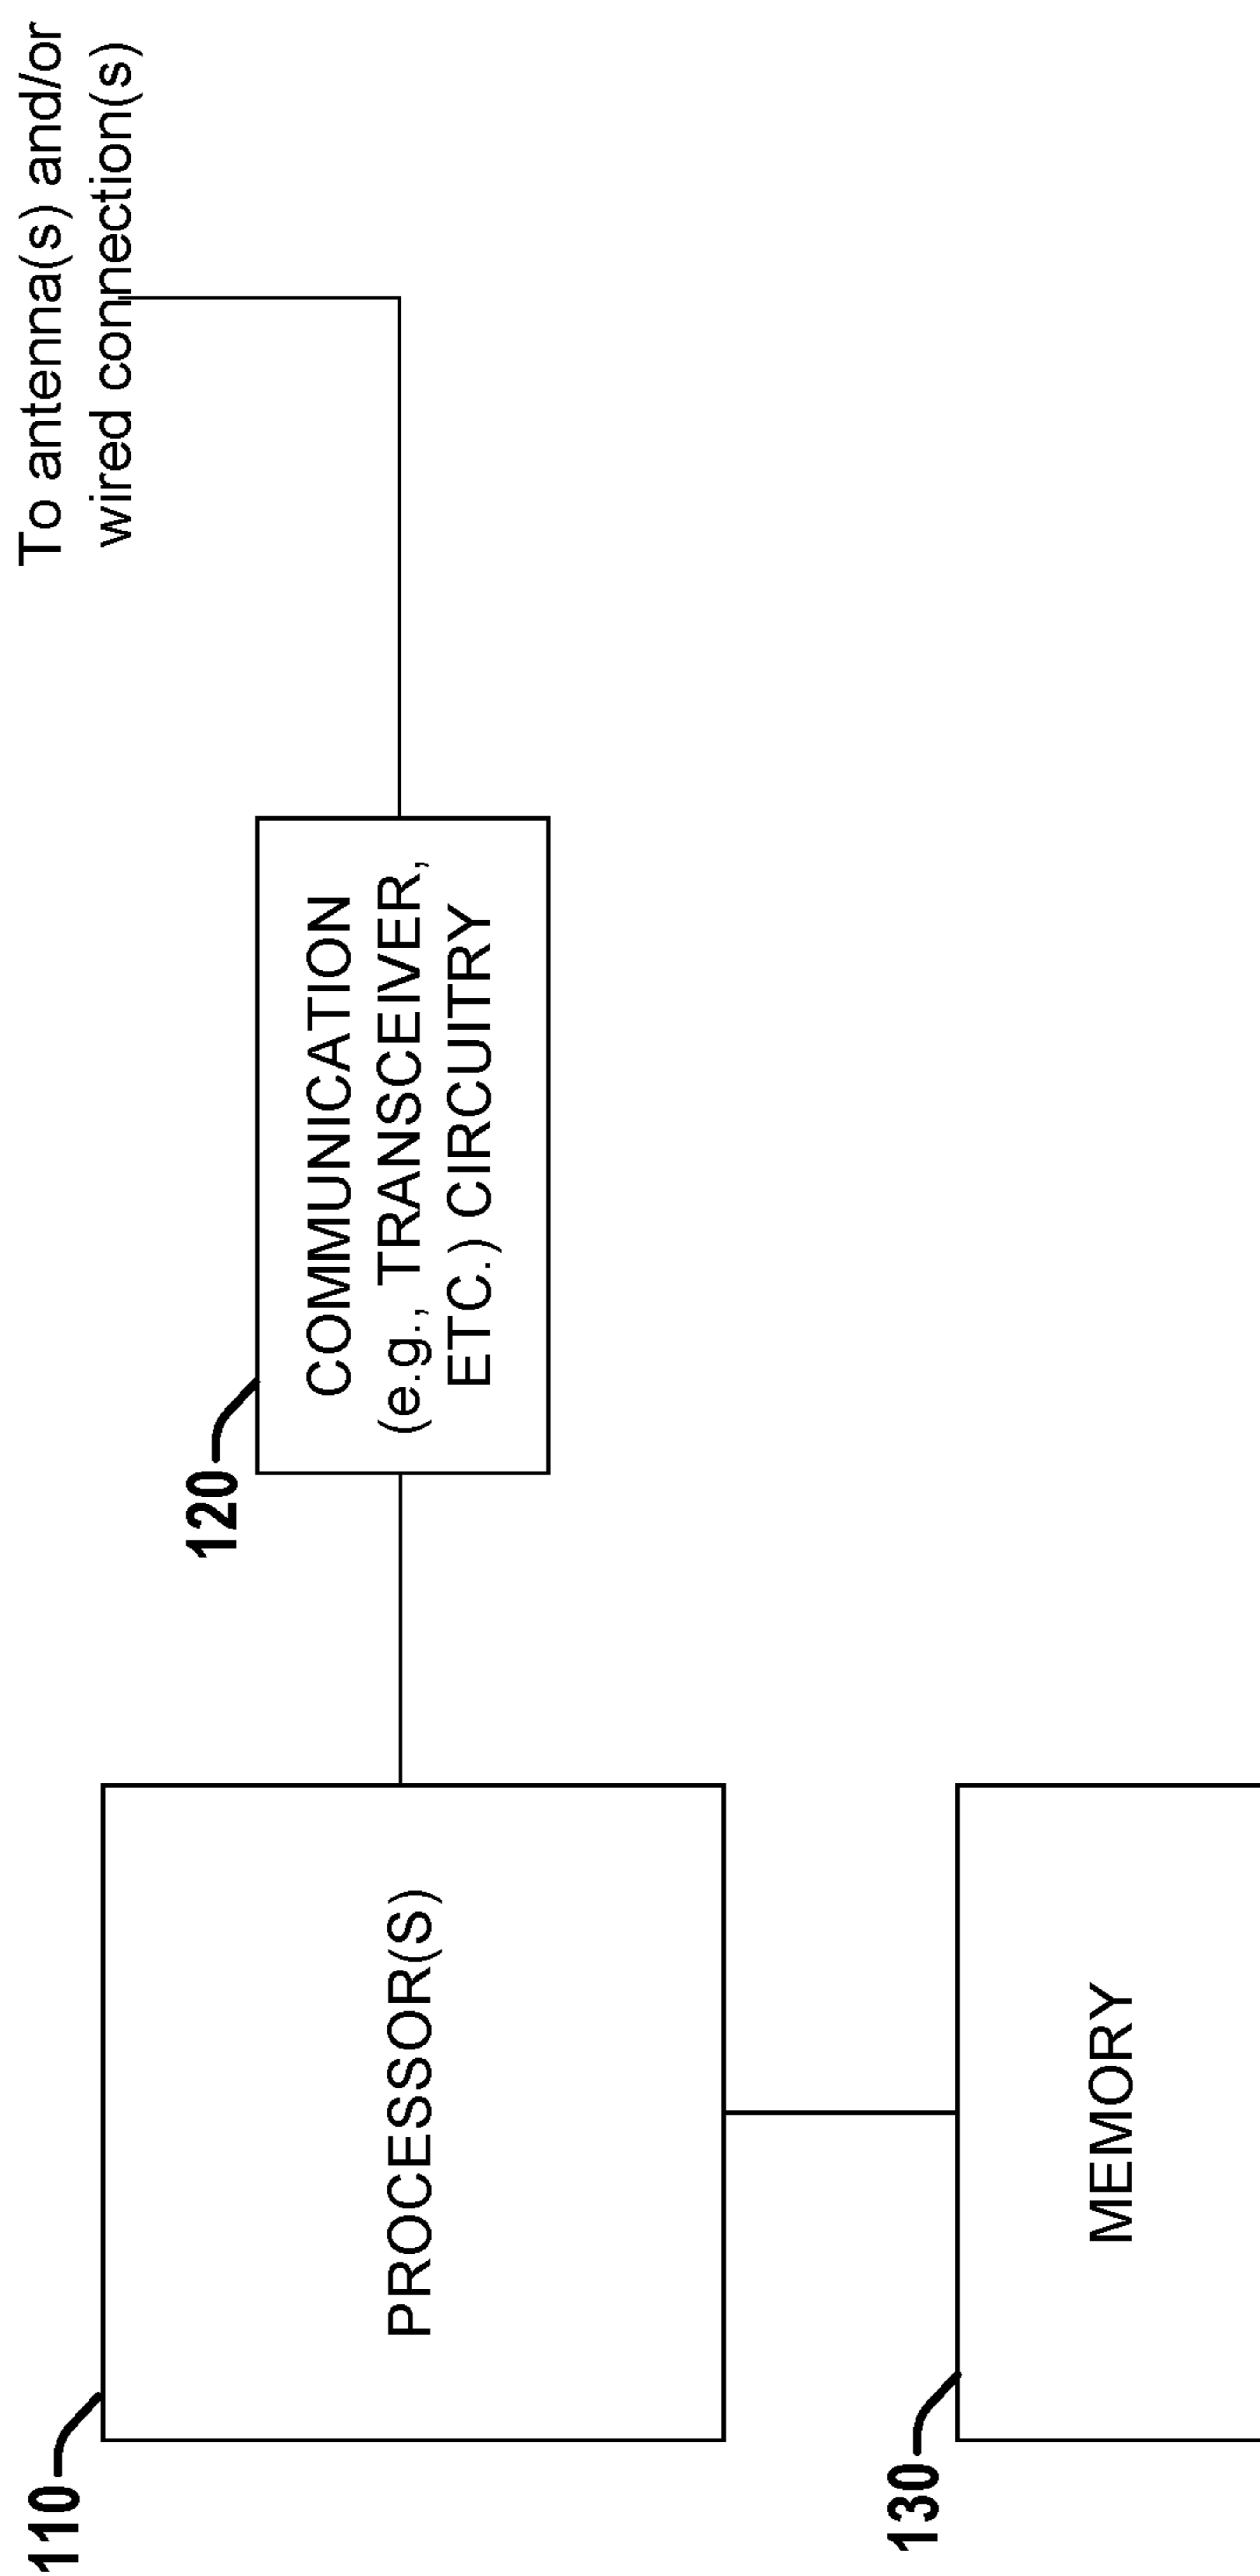 To antenna(s) and/or
wired connection(s)
120
COMMUNICATION
(e.g., TRANSCEIVER,
ETC.) CIRCUITRY
110
PROCESSOR(S)
130
MEMORY